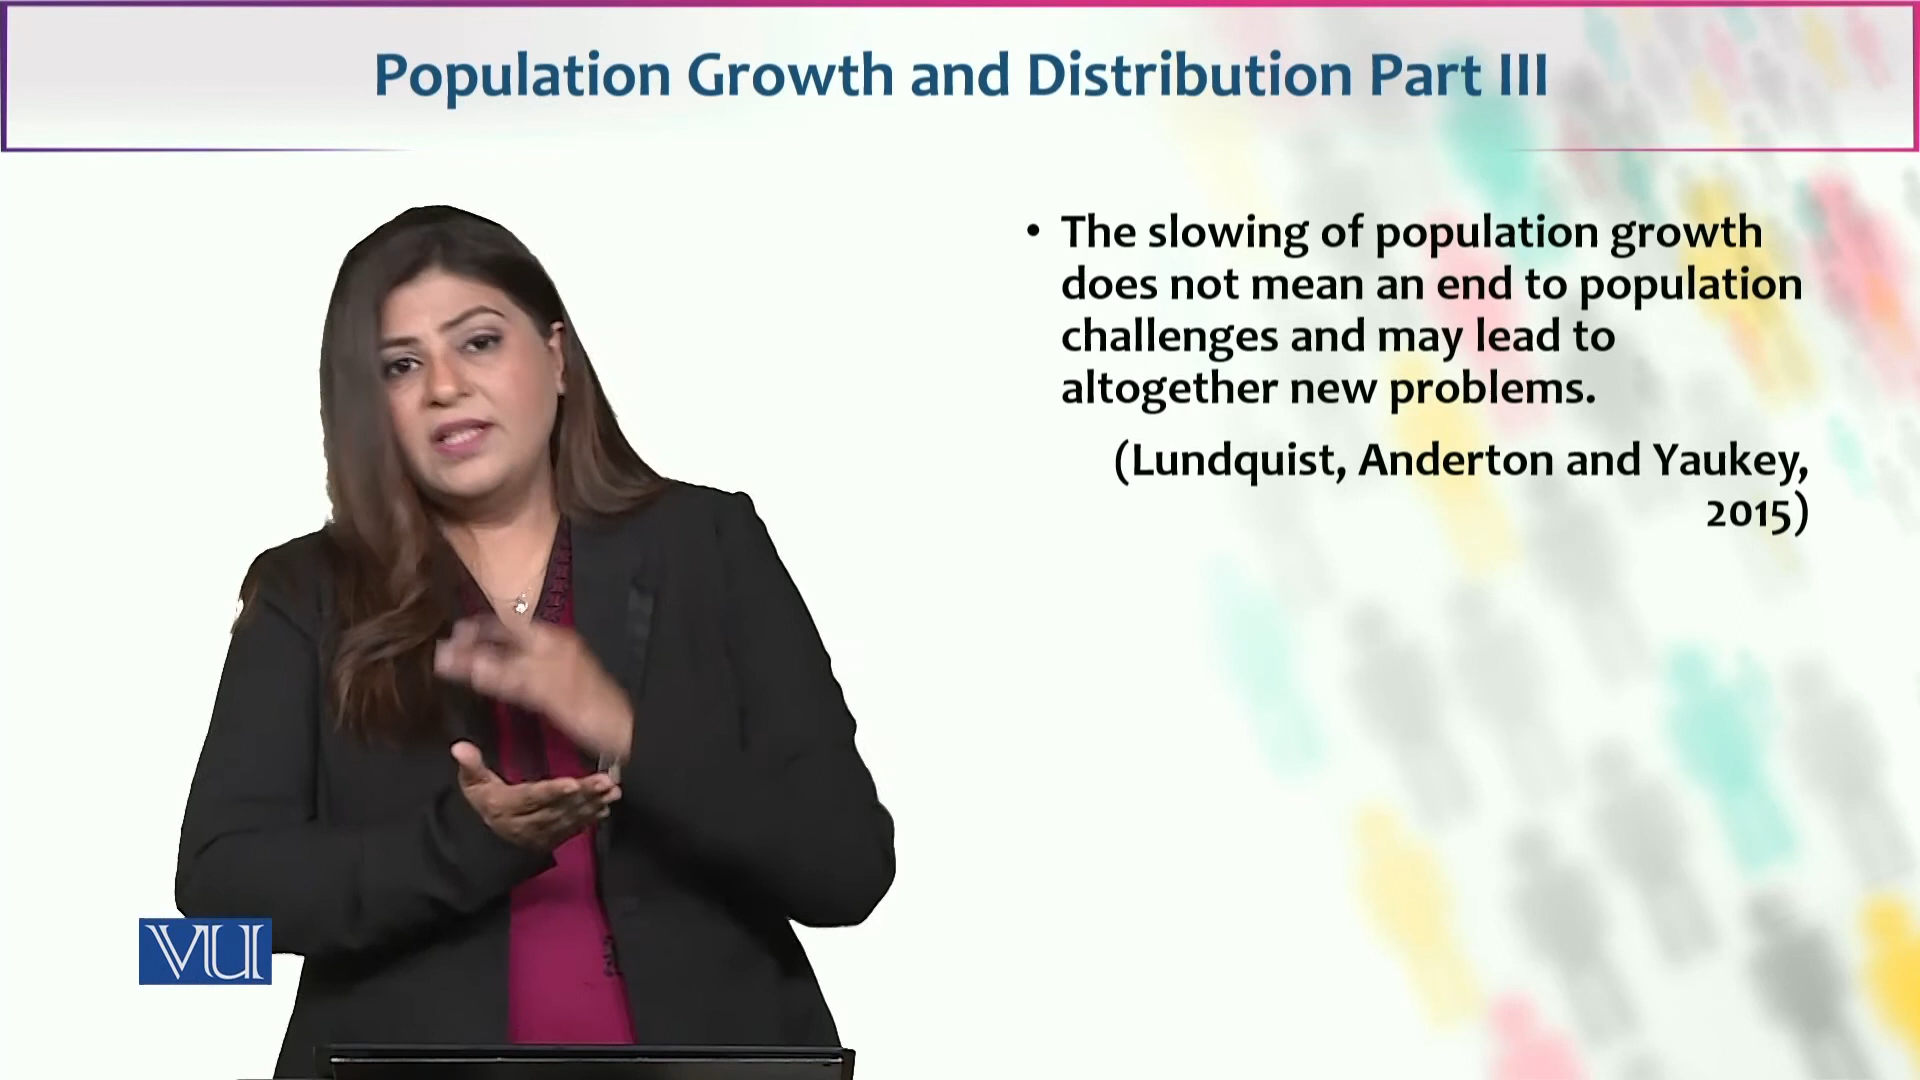 Population Growth and Distribution Part III
• The slowing of population growth
does not mean an end to population
challenges and may lead to
altogether new problems.
(Lundquist, Anderton and Yaukey,
2015)
VU